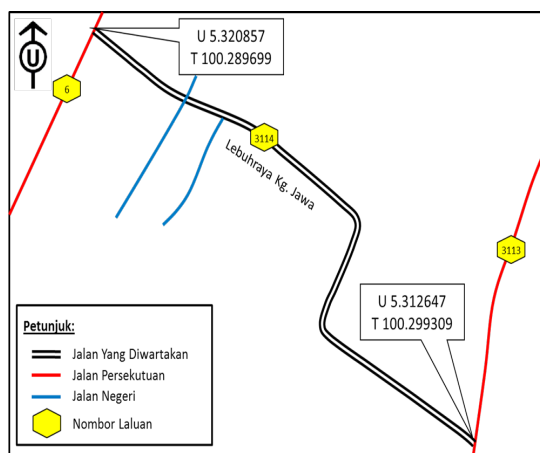 U
U 5.320857
T 100.289699
6
3114
Lebuhraya Kg. Jawa
3113
U 5.312647
T 100.299309
Petunjuk:
Jalan Yang Diwartakan
Jalan Persekutuan
Jalan Negeri
Nombor Laluan